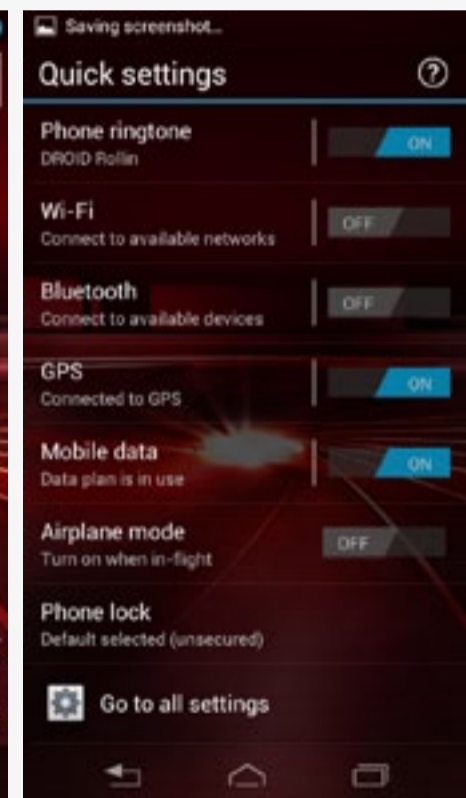 Saving screenshot...
Quick settings
?
Phone ringtone
DROID Rollin
ON
Wi-Fi
Connect to available networks
OFF
Bluetooth
Connect to available devices
OFF
GPS
Connected to GPS
ON
Mobile data
Data plan is in use
ON
Airplane mode
Turn on when in-flight
OFF
Phone lock
Default selected (unsecured)
Go to all settings